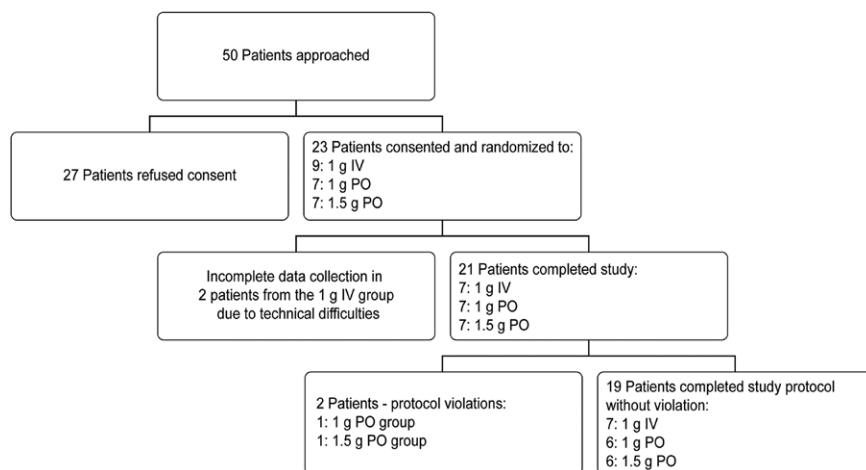 50 Patients approached
27 Patients refused consent
23 Patients consented and randomized to:
9: 1 g IV
7: 1 g PO
7: 1.5 g PO
Incomplete data collection in
2 patients from the 1 g IV group
due to technical difficulties
21 Patients completed study:
7: 1 g IV
7: 1 g PO
7: 1.5 g PO
2 Patients - protocol violations:
1: 1 g PO group
1: 1.5 g PO group
19 Patients completed study protocol
without violation:
7: 1 g IV
6: 1 g PO
6: 1.5 g PO